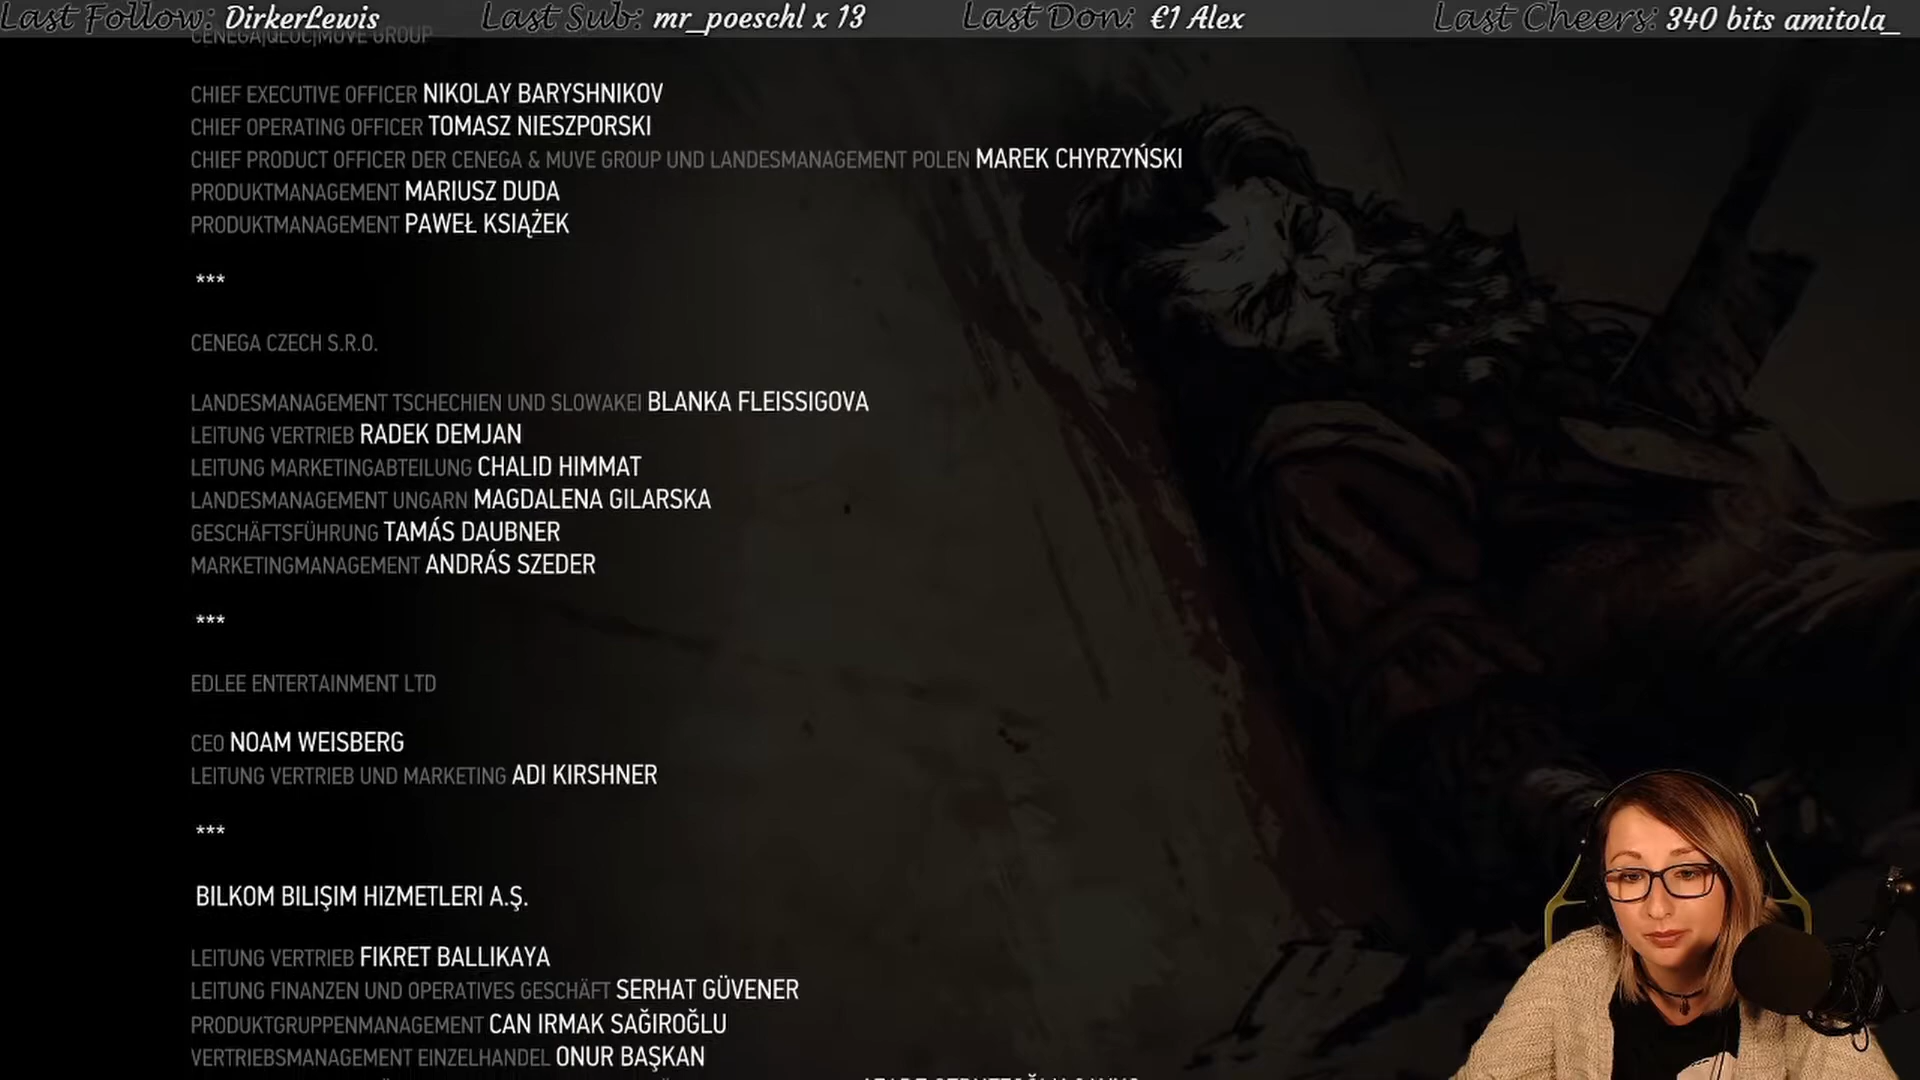 Last Follow: DirkerLewis Last Sub: mr_poeschl x 13 Last Don: €1 Alex Last Cheers: 340 bits amitola_
CHIEF EXECUTIVE OFFICER NIKOLAY BARYSHNIKOV
CHIEF OPERATING OFFICER TOMASZ NIESZPORSKI
CHIEF PRODUCT OFFICER DER CENEGA & MUVE GROUP UND LANDESMANAGEMENT POLEN MAREK CHYRZYŃSKI
PRODUKTMANAGEMENT MARIUSZ DUDA
PRODUKTMANAGEMENT PAWEŁ KSIĄŻEK
***
CENEGA CZECH S.R.O.
LANDESMANAGEMENT TSCHECHIEN UND SLOWAKEI BLANKA FLEISSIGOVA
LEITUNG VERTRIEB RADEK DEMJAN
LEITUNG MARKETINGABTEILUNG CHALID HIMMAT
LANDESMANAGEMENT UNGARN MAGDALENA GILARSKA
GESCHÄFTSFÜHRUNG TAMÁS DAUBNER
MARKETINGMANAGEMENT ANDRÁS SZEDER
***
EDLEE ENTERTAINMENT LTD
CEO NOAM WEISBERG
LEITUNG VERTRIEB UND MARKETING ADI KIRSHNER
***
BILKOM BILIŞIM HIZMETLERI A.Ş.
LEITUNG VERTRIEB FIKRET BALLIKAYA
LEITUNG FINANZEN UND OPERATIVES GESCHÄFT SERHAT GÜVENER
PRODUKTGRUPPENMANAGEMENT CAN IRMAK SAĞIROĞLU
VERTRIEBSMANAGEMENT EINZELHANDEL ONUR BAŞKAN